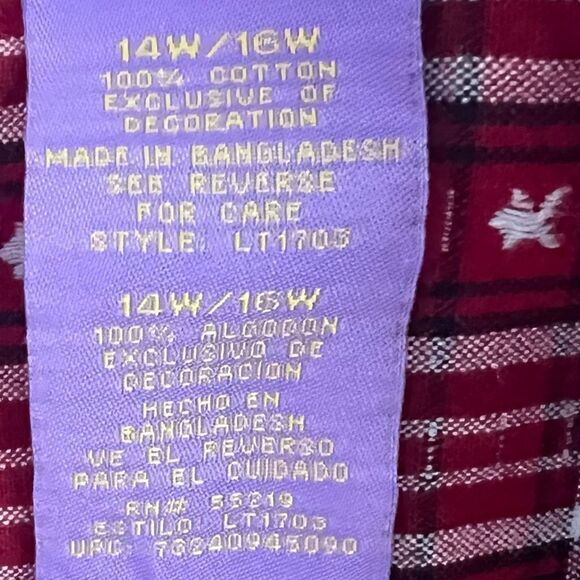 14W/16W
100% COTTON
EXCLUSIVE OF
DECORATION
MADE IN BANGLADESH
SEE REVERSE
FOR CARE
STYLE: LT1703
14W/16W
100% ALGODON
EXCLUSIVO DE
DECORACION
HECHO EN
BANGLADESH
VE EL REVERSO
PARA EL CUIDADO
RN# 55219
ESTILO: LT1703
UPC: